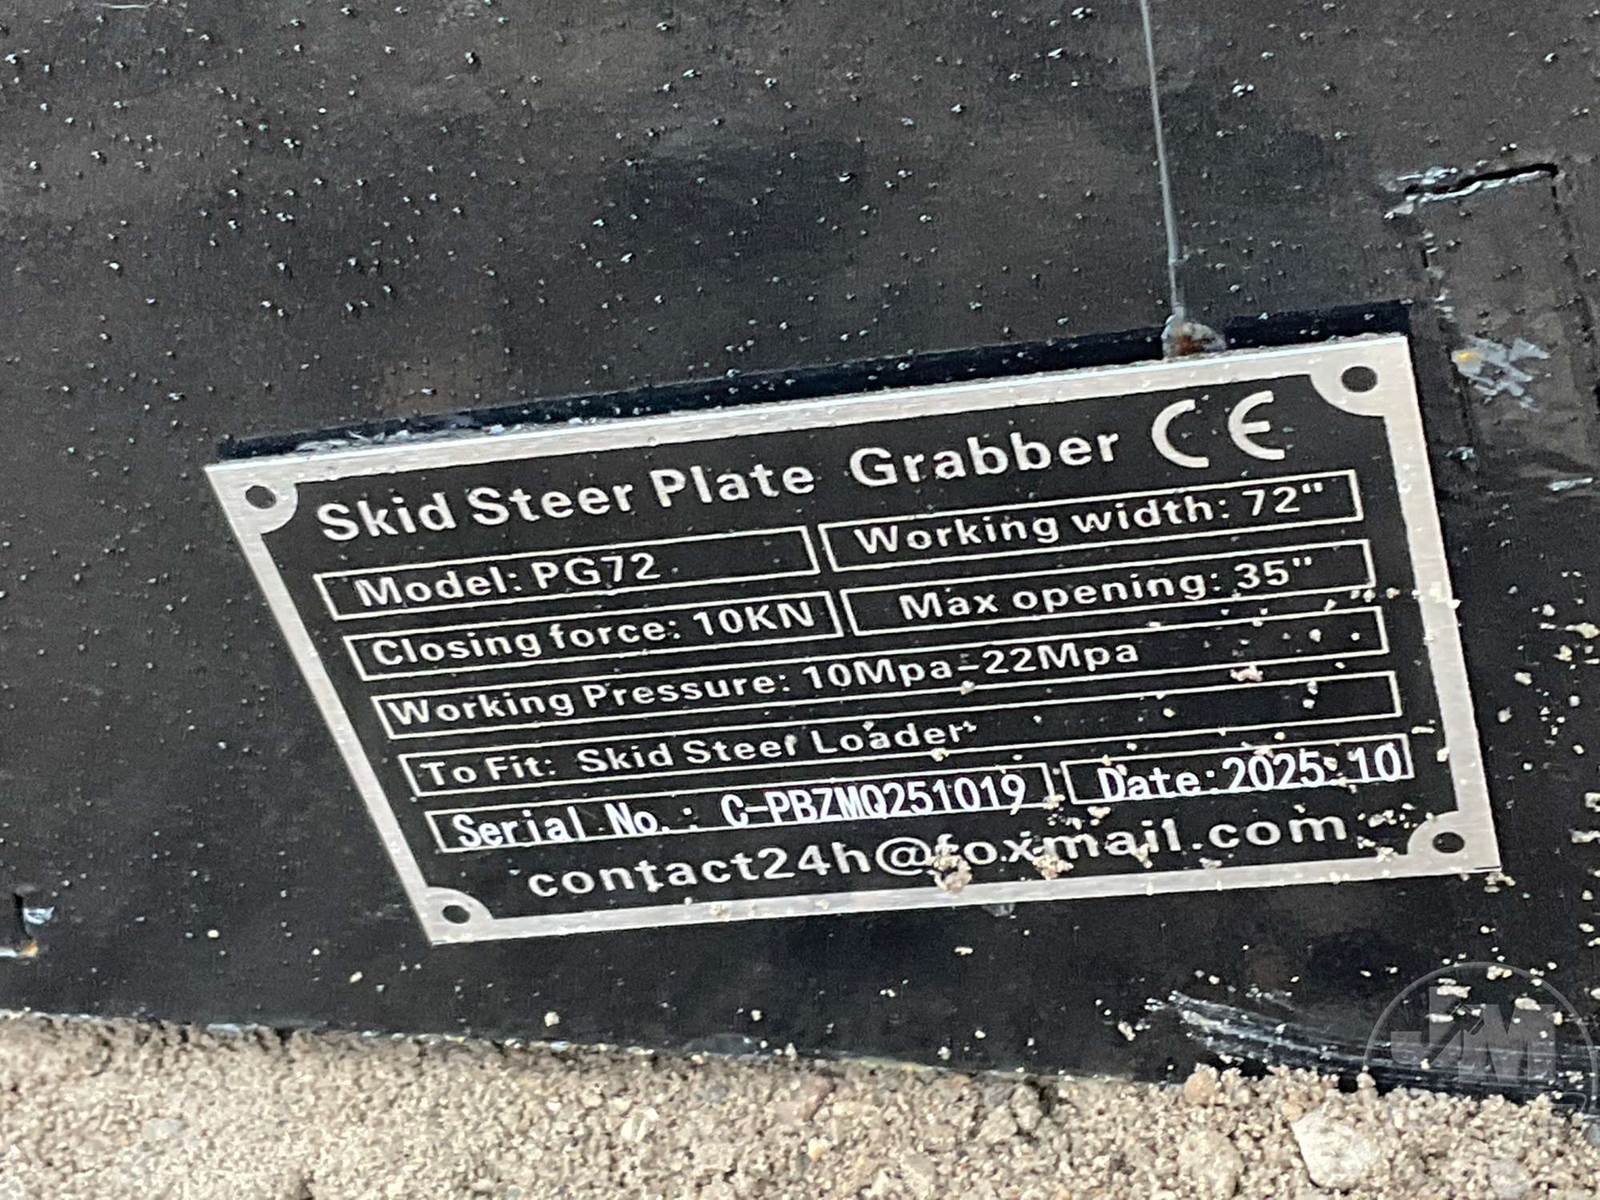 Skid Steer Plate Grabber CE
Model: PG72 Working width: 72"
Closing force: 10KN Max opening: 35"
Working Pressure: 10Mpa-22Mpa
To Fit: Skid Steer Loader
Serial No.: C-PBZMQ251019 Date:2025.10
contact24h@foxmail.com
JM